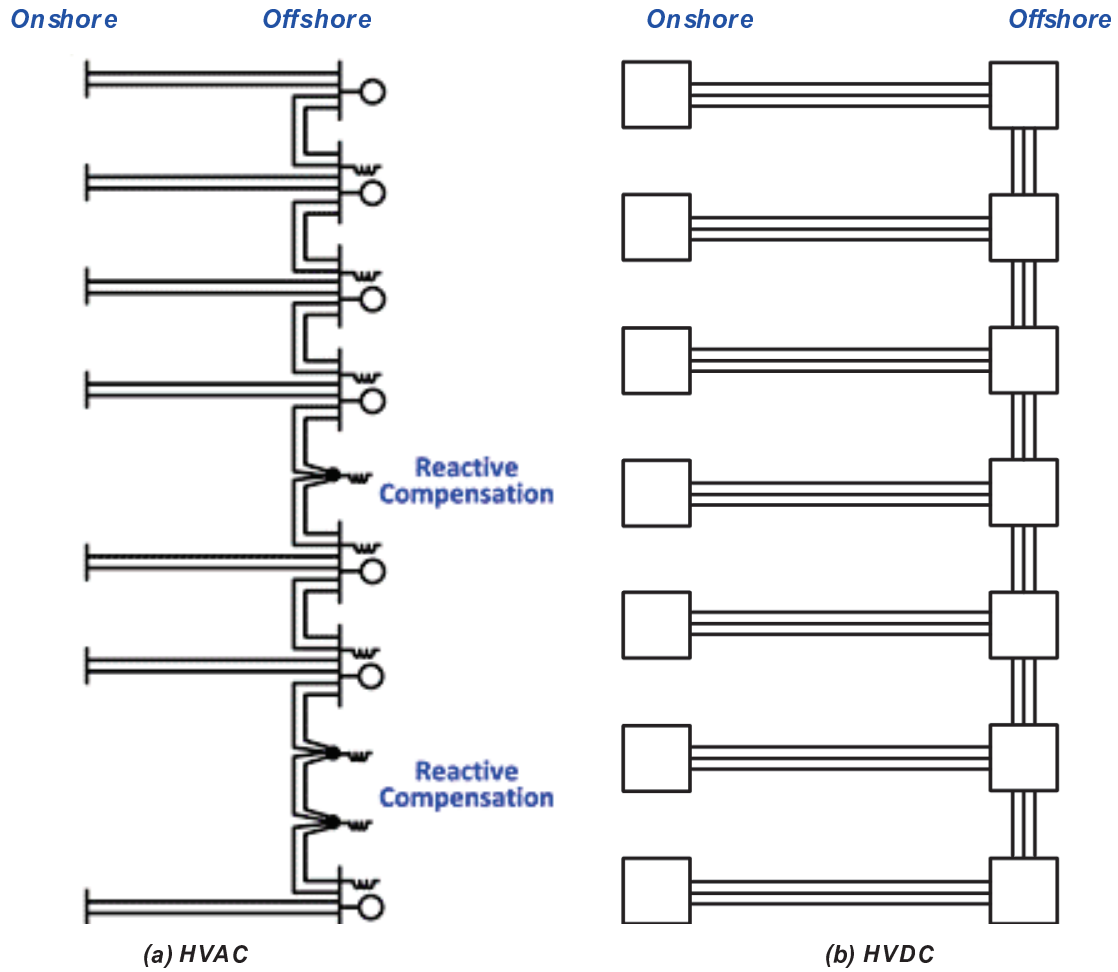 Onshore
Offshore
Onshore
Offshore
Reactive
Compensation
Reactive
Compensation
(a) HVAC
(b) HVDC